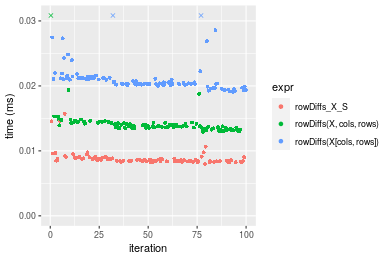 0.03
0.02
0.01
0.00
time (ms)
0
25
50
75
100
iteration
expr
rowDiffs_X_S
rowDiffs(X, cols, rows)
rowDiffs(X[cols, rows])